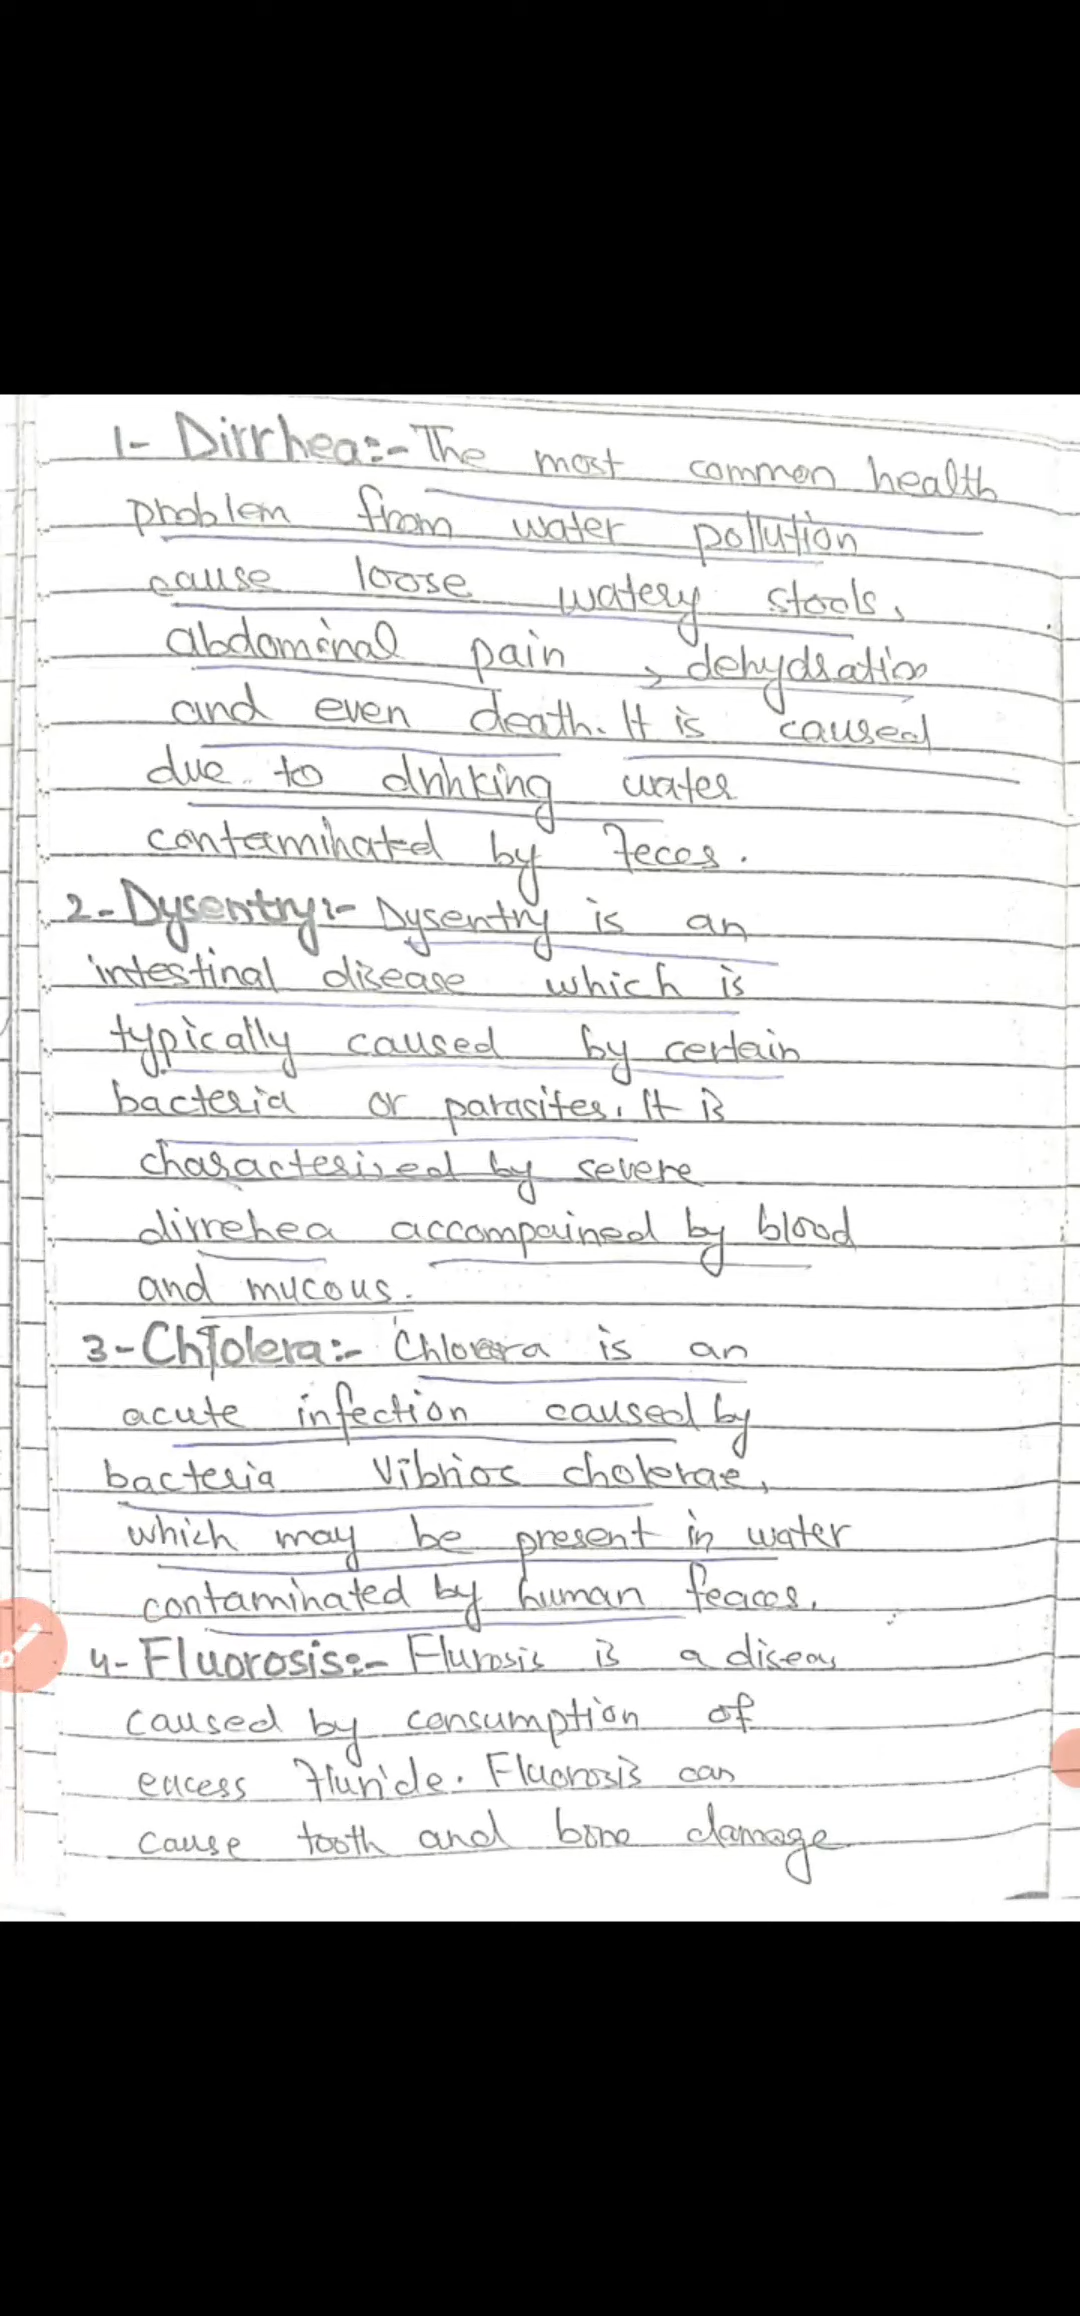 1- Dirrhea:- The most common health
problem from water pollution
cause loose watery stools,
abdominal pain, dehydration
and even death. It is caused
due to drinking water
contaminated by feces.
2- Dysentry:- Dysentry is an
intestinal disease which is
typically caused by certain
bacteria or parasites. It is
characterised by severe
dirrehea accompained by blood
and mucous.
3- Cholera:- Chlorera is an
acute infection caused by
bacteria Vibrios cholerae,
which may be present in water
contaminated by human feaces.
4- Fluorosis:- Flurosis is a diseas
caused by consumption of
excess fluride. Fluorosis can
cause tooth and bone damage